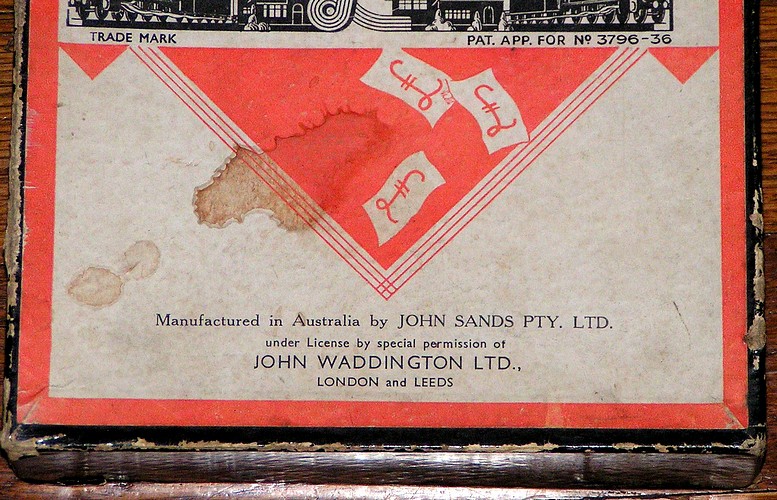 TRADE MARK
PAT. APP. FOR Nº 3796-36
Manufactured in Australia by JOHN SANDS PTY. LTD.
under License by special permission of
JOHN WADDINGTON LTD.,
LONDON and LEEDS